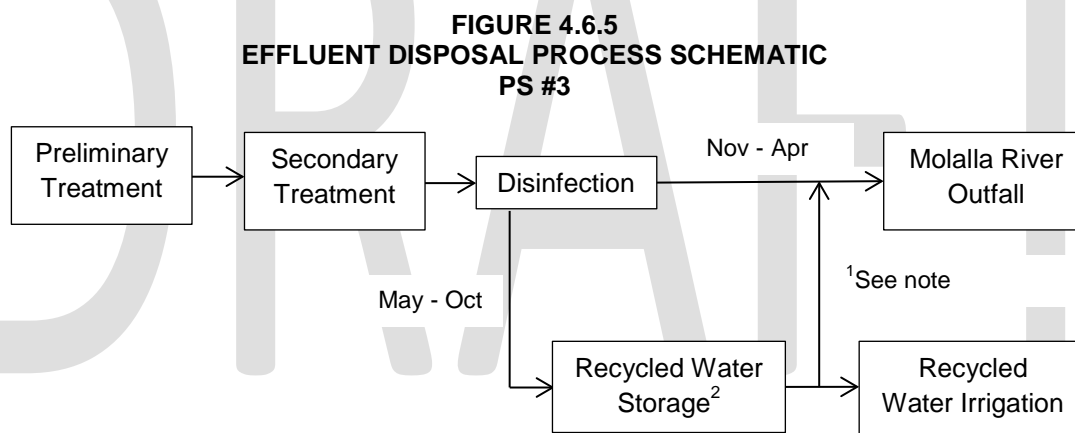 FIGURE 4.6.5
EFFLUENT DISPOSAL PROCESS SCHEMATIC
PS #3
Preliminary
Treatment
Secondary
Treatment
Disinfection
Nov - Apr
Molalla River
Outfall
May - Oct
¹See note
Recycled Water
Storage²
Recycled
Water Irrigation
DRAFT